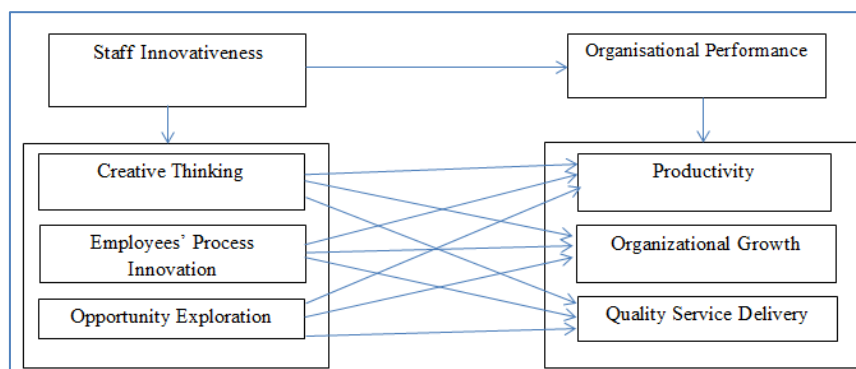 Staff Innovativeness
Organisational Performance
Creative Thinking
Productivity
Employees' Process
Innovation
Organizational Growth
Opportunity Exploration
Quality Service Delivery